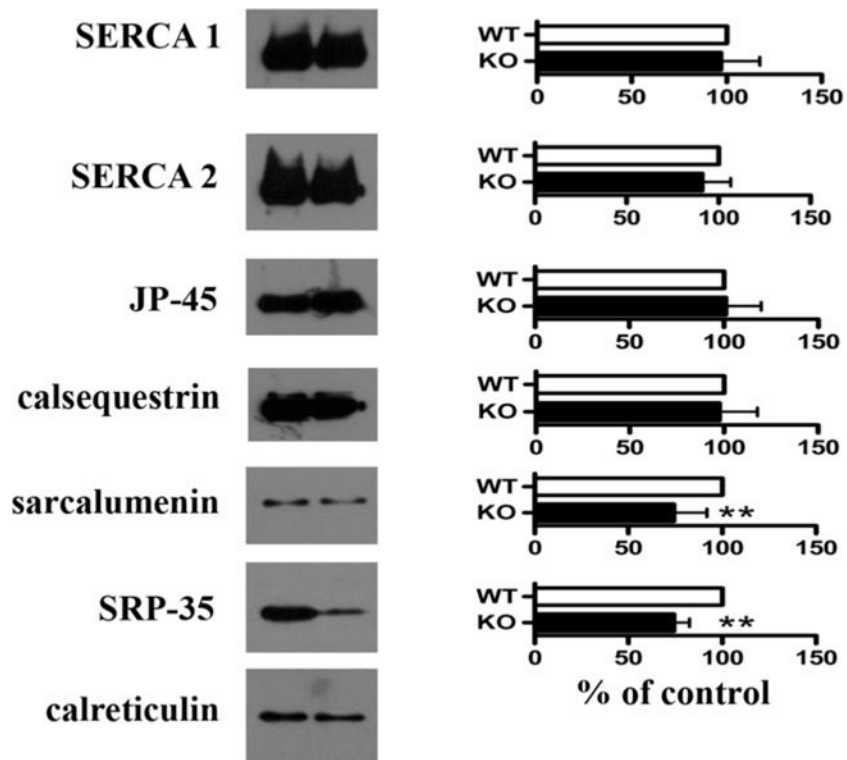 SERCA 1
WT
KO
0 50 100 150
SERCA 2
WT
KO
0 50 100 150
JP-45
WT
KO
0 50 100 150
calsequestrin
WT
KO
0 50 100 150
sarcalumenin
WT
KO **
0 50 100 150
SRP-35
WT
KO **
0 50 100 150
% of control
calreticulin